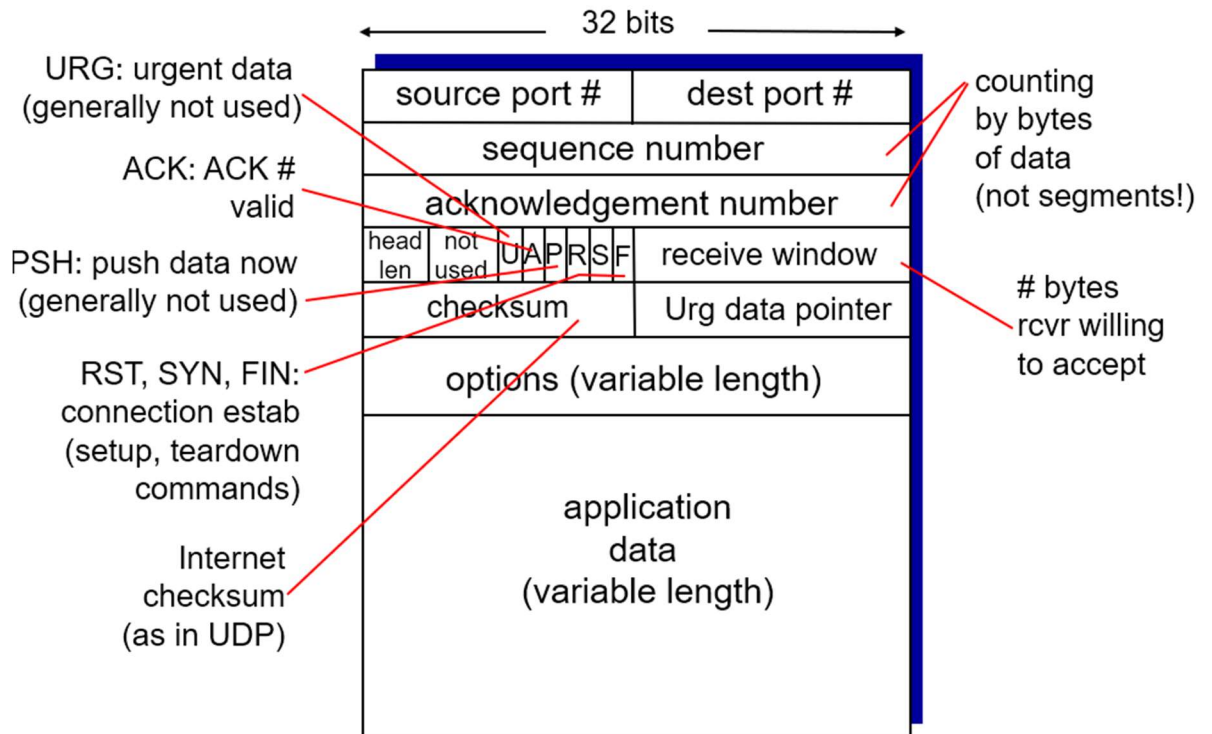 32 bits
URG: urgent data
(generally not used)
ACK: ACK #
valid
PSH: push data now
(generally not used)
RST, SYN, FIN:
connection estab
(setup, teardown
commands)
Internet
checksum
(as in UDP)
source port #
dest port #
sequence number
acknowledgement number
head
len
not
used
U A P R S F
receive window
checksum
Urg data pointer
options (variable length)
application
data
(variable length)
counting
by bytes
of data
(not segments!)
# bytes
rcvr willing
to accept